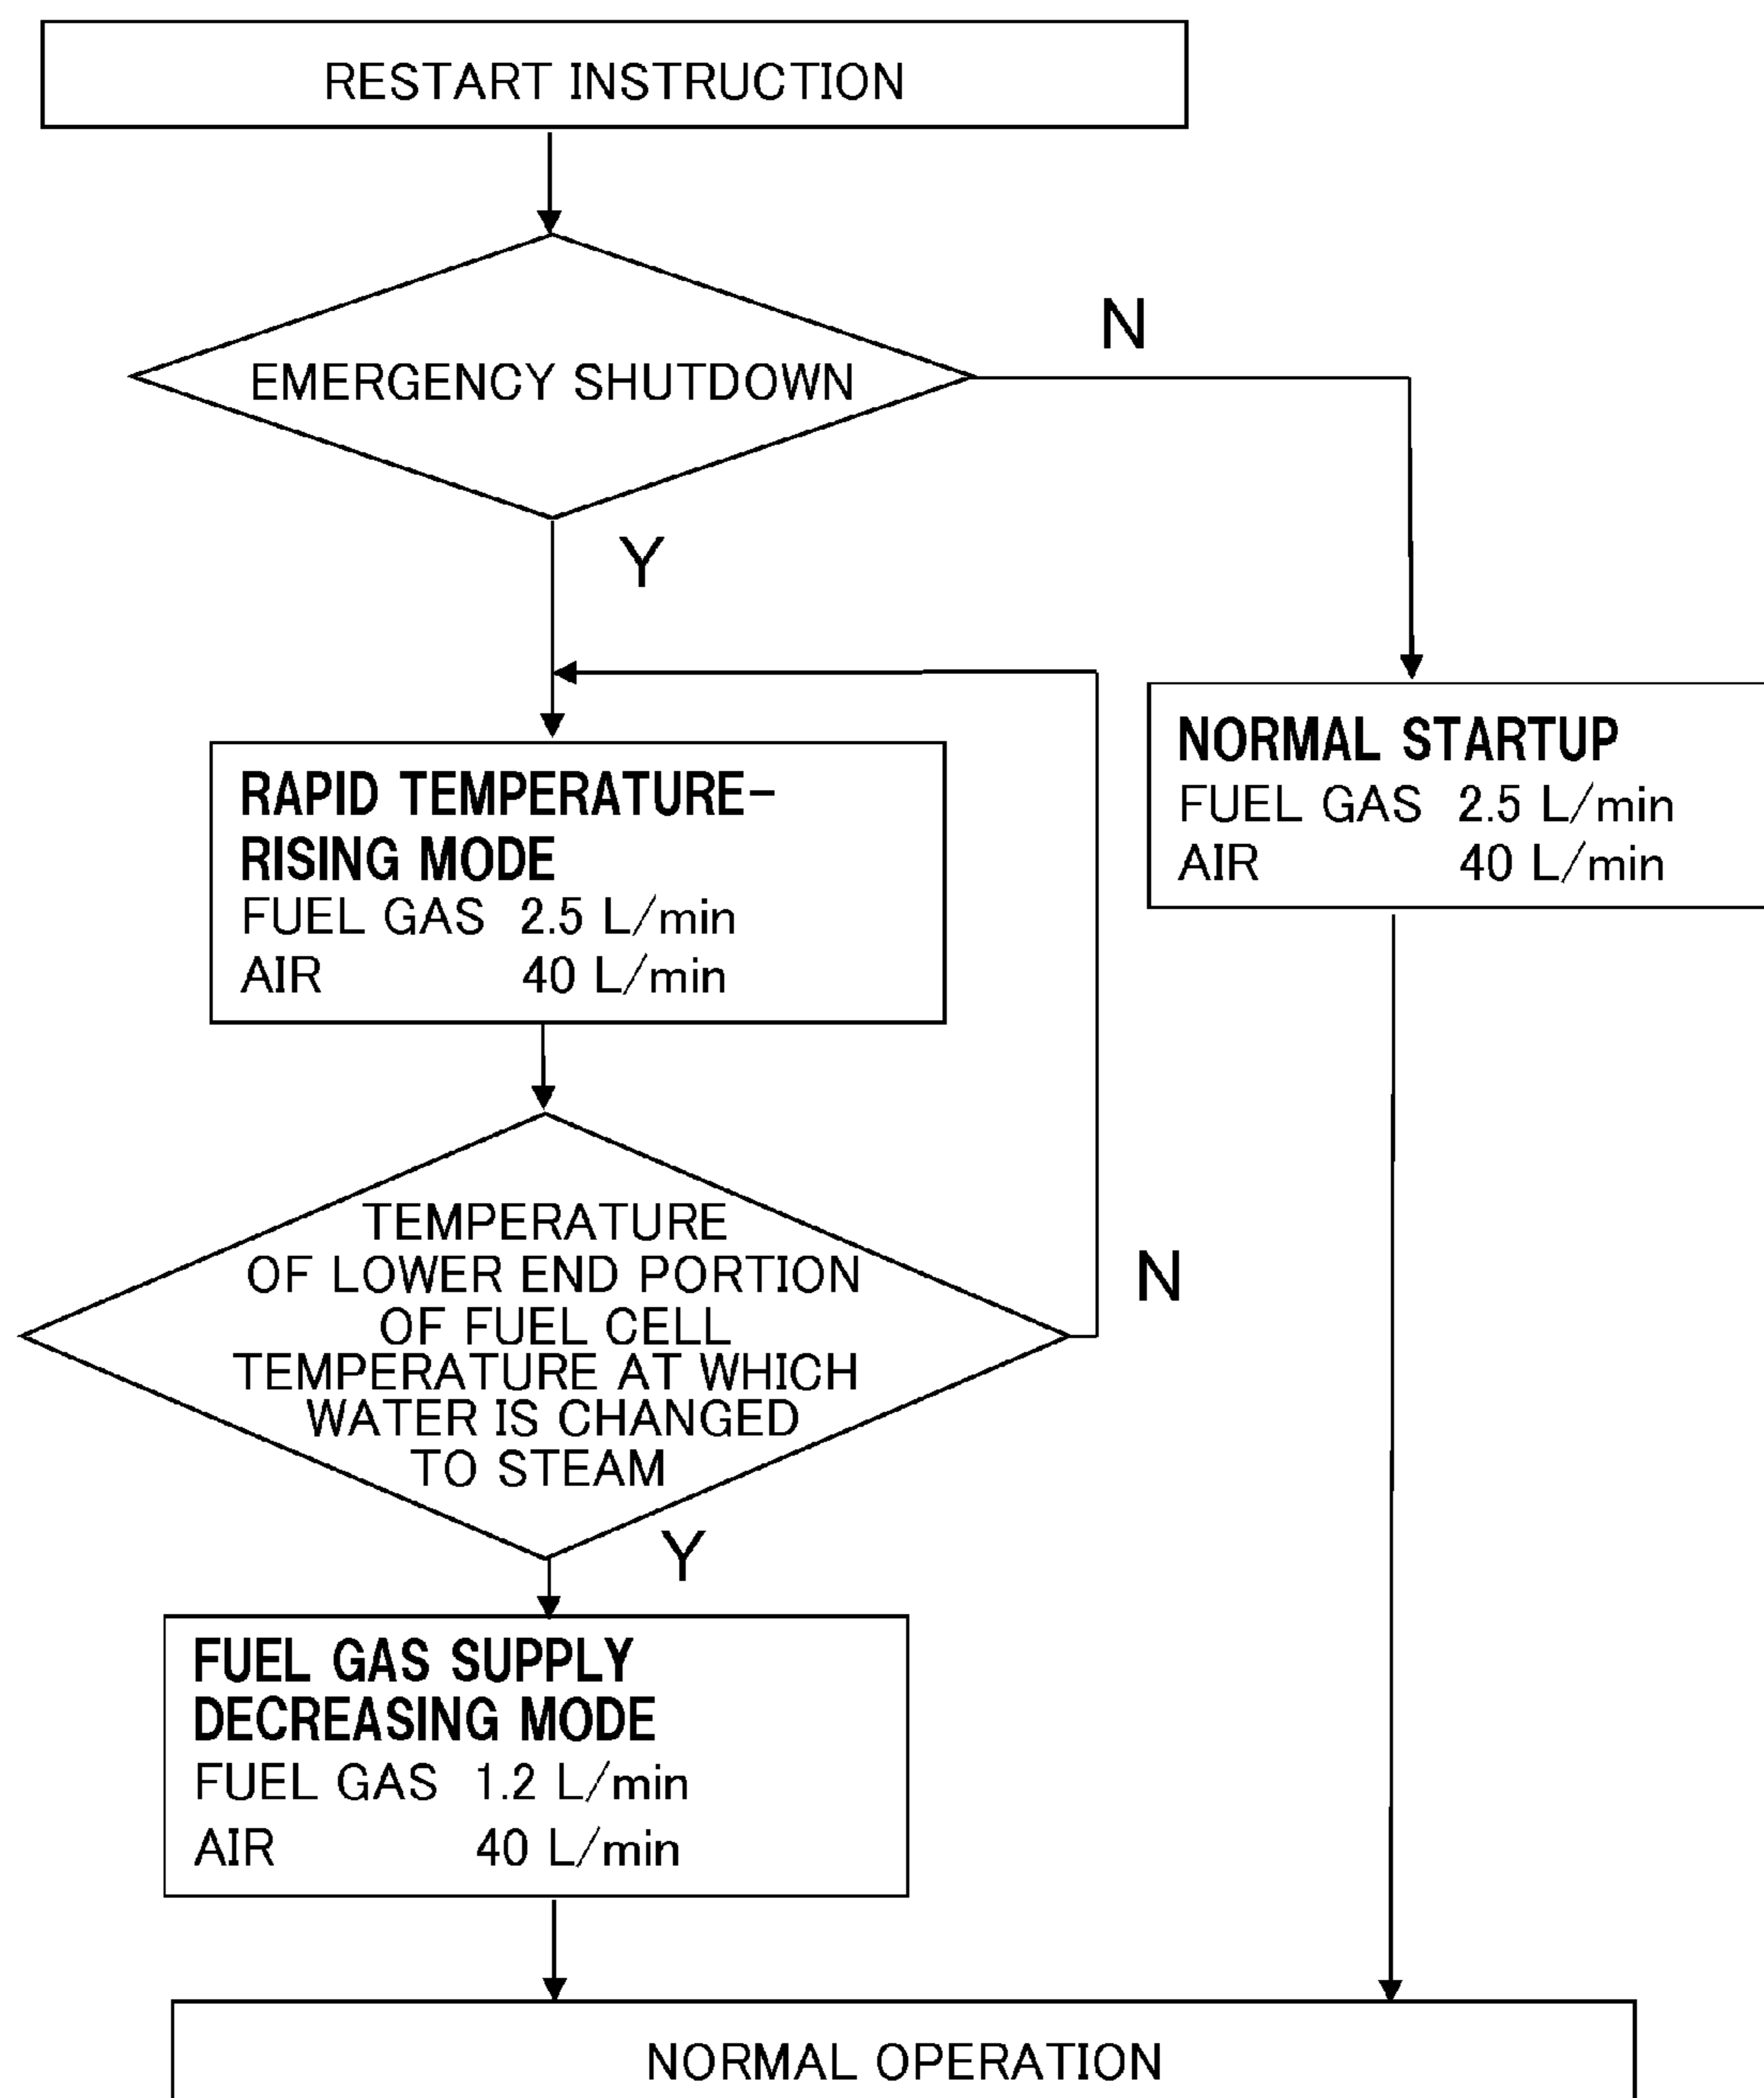 RESTART INSTRUCTION
EMERGENCY SHUTDOWN
N
Y
NORMAL STARTUP
FUEL GAS 2.5 L/min
AIR 40 L/min
RAPID TEMPERATURE-
RISING MODE
FUEL GAS 2.5 L/min
AIR 40 L/min
TEMPERATURE
OF LOWER END PORTION
OF FUEL CELL
TEMPERATURE AT WHICH
WATER IS CHANGED
TO STEAM
N
Y
FUEL GAS SUPPLY
DECREASING MODE
FUEL GAS 1.2 L/min
AIR 40 L/min
NORMAL OPERATION